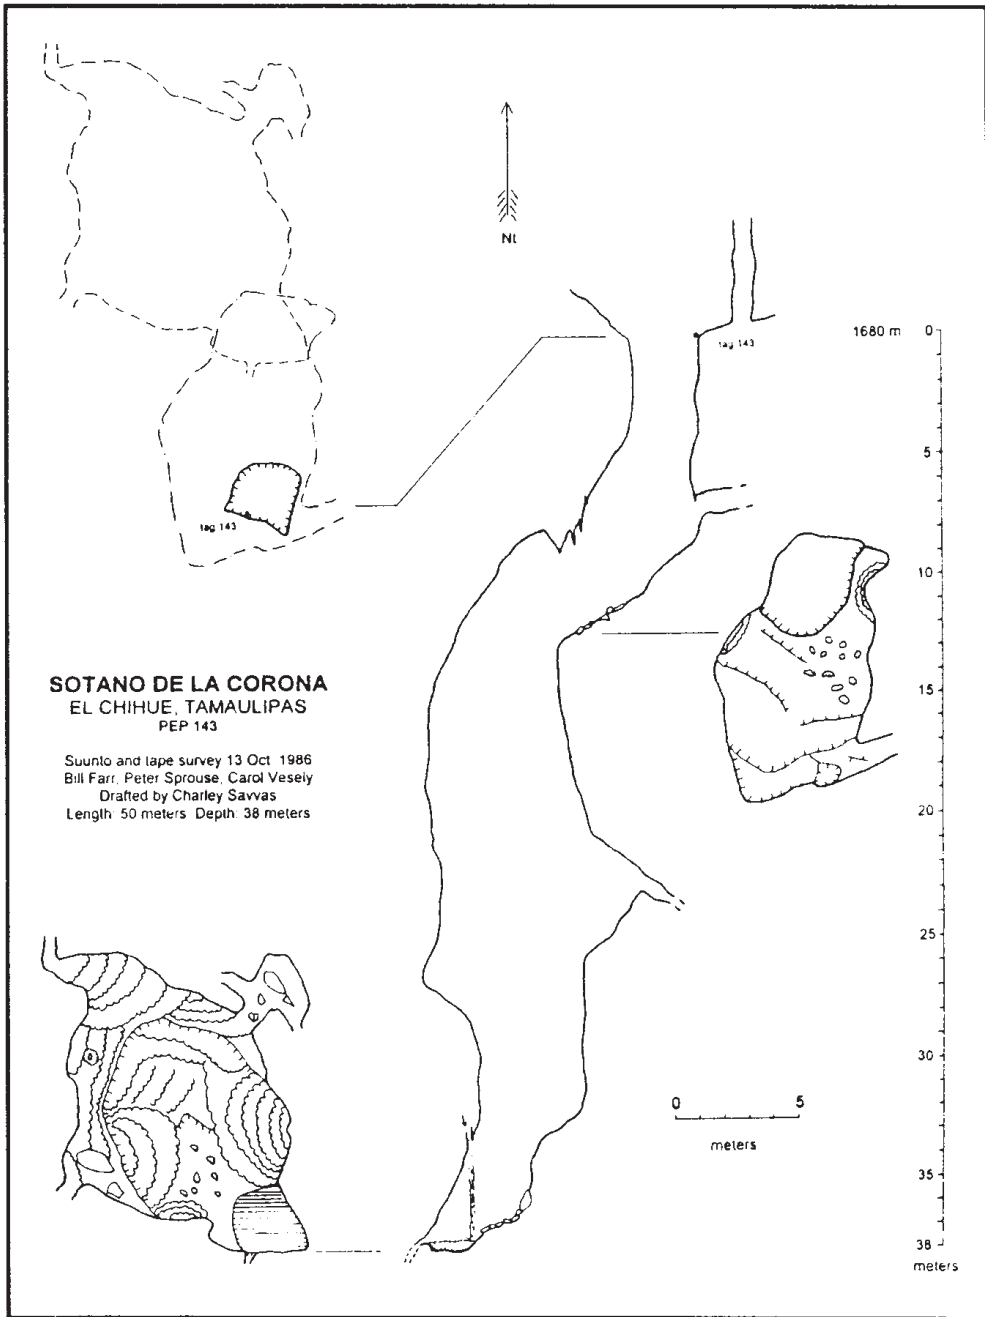 Nt
1680 m
0
tag 143
5
tag 143
10
SOTANO DE LA CORONA
EL CHIHUE, TAMAULIPAS
PEP 143
15
Suunto and tape survey 13 Oct 1986
Bill Farr, Peter Sprouse, Carol Vesely
Drafted by Charley Savvas
Length: 50 meters Depth: 38 meters
20
25
30
0 5
meters
35
38
meters